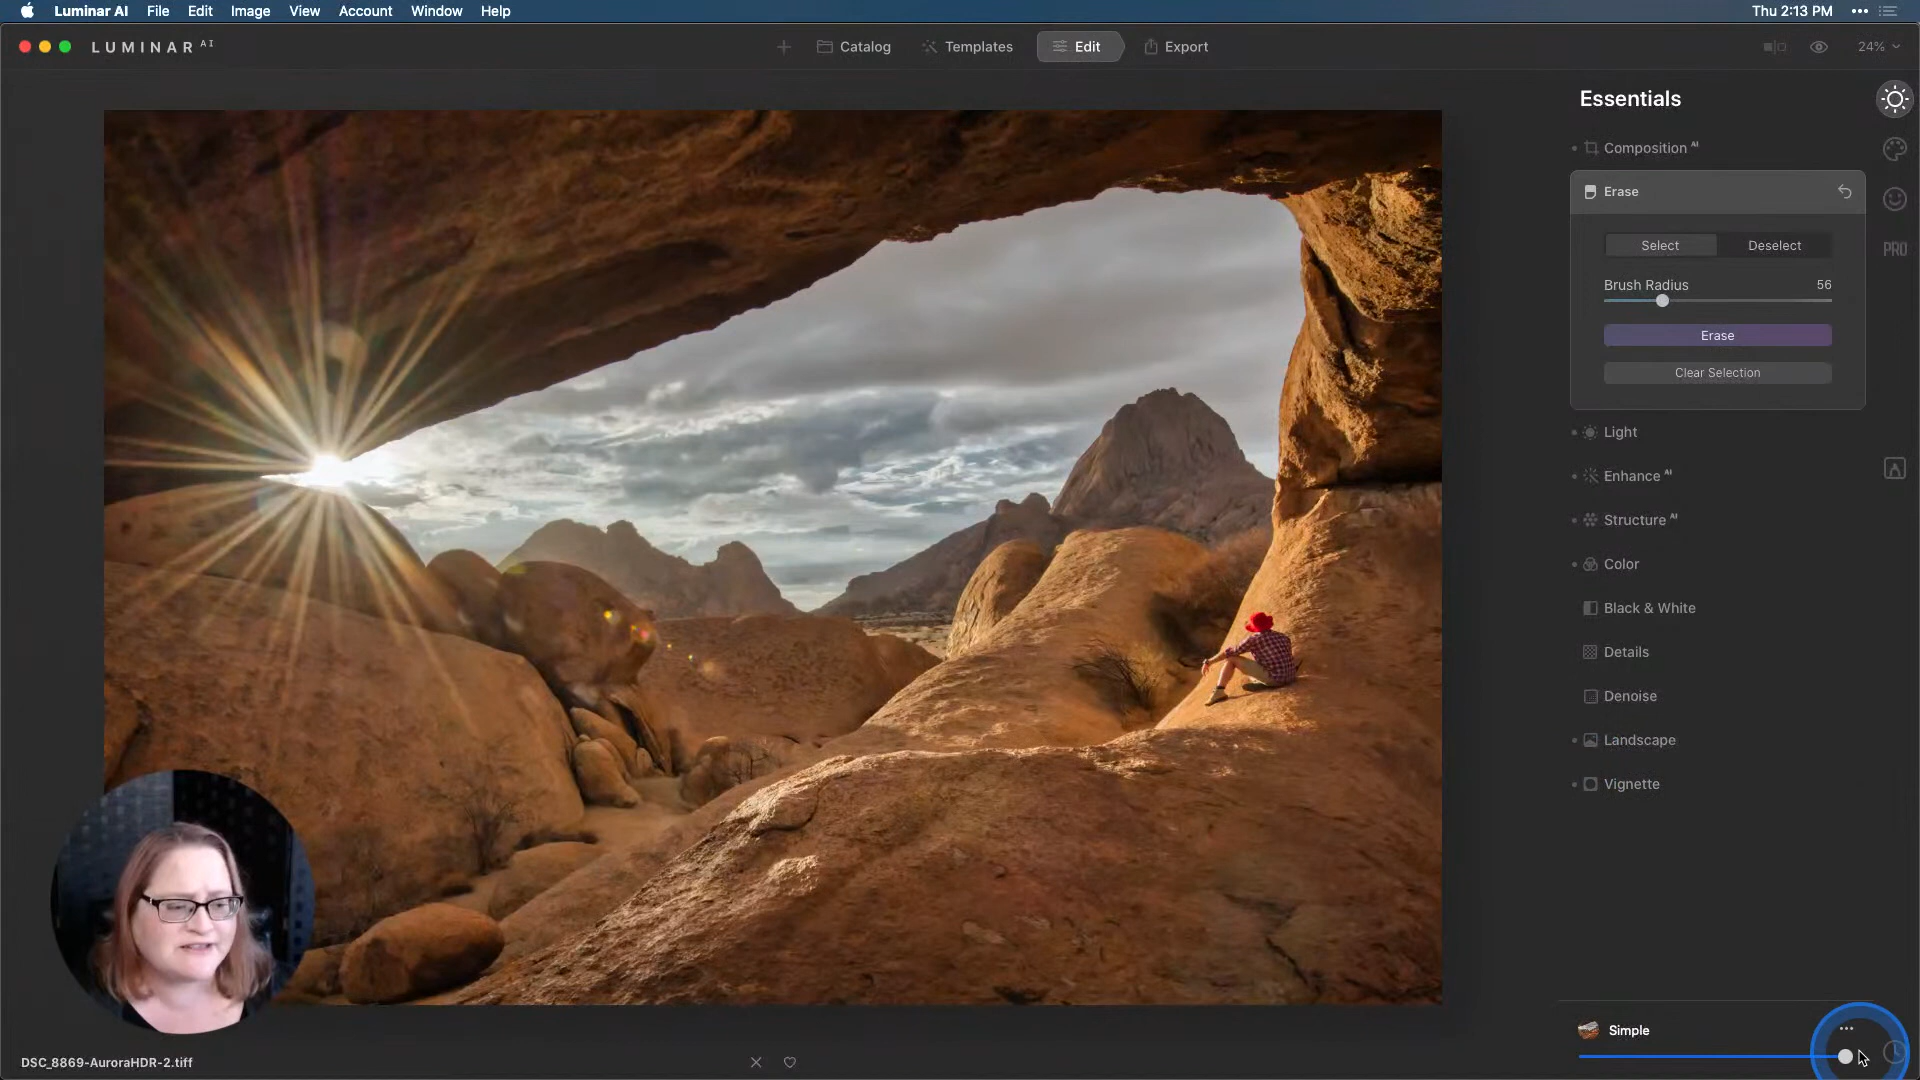 Luminar AI File Edit Image View Account Window Help Thu 2:13 PM
LUMINAR AI Catalog Templates Edit Export 24%
Essentials
Composition AI
Erase
PRO
Select Deselect
Brush Radius 56
Erase
Clear Selection
Light
Enhance AI
Structure AI
Color
Black & White
Details
Denoise
Landscape
Vignette
Simple
DSC_8869-AuroraHDR-2.tiff